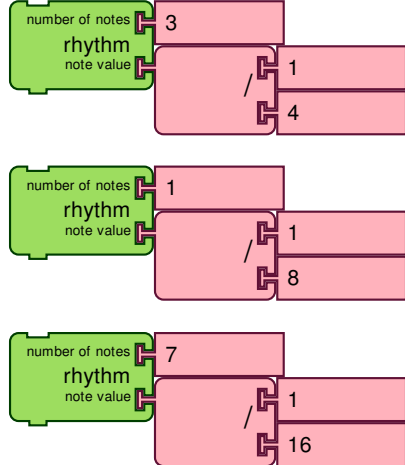 number of notes 3
rhythm
note value / 1
4
number of notes 1
rhythm
note value / 1
8
number of notes 7
rhythm
note value / 1
16